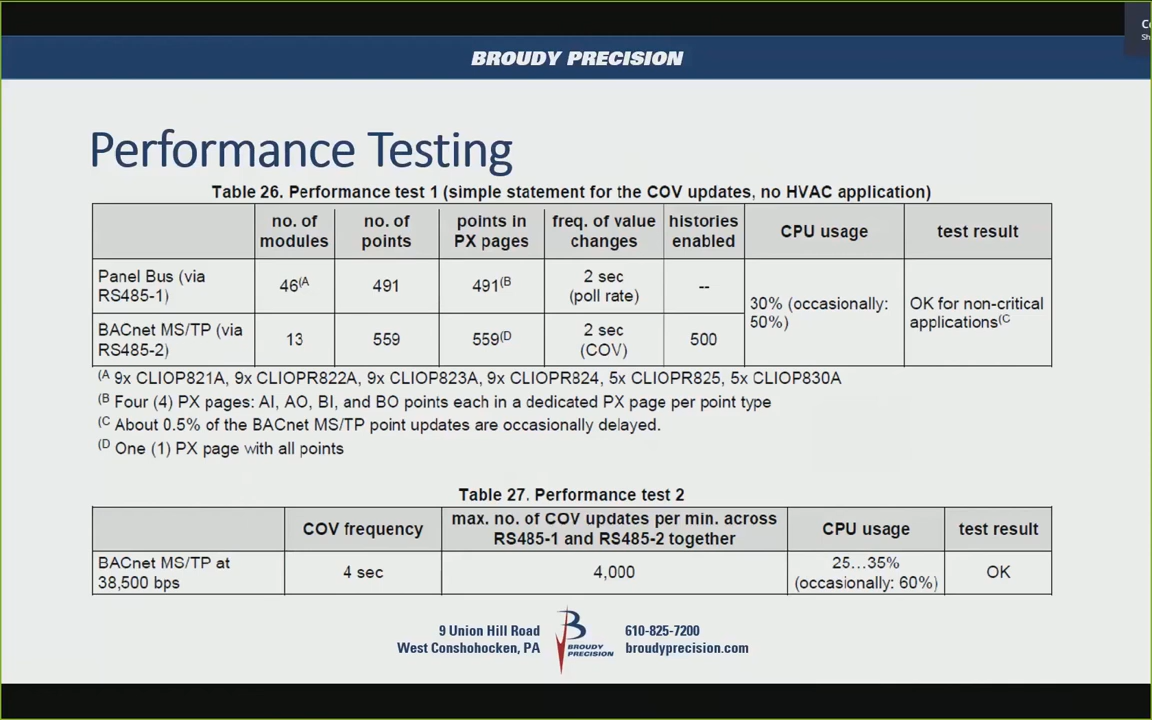 Co
Sh
BROUDY PRECISION
Performance Testing
Table 26. Performance test 1 (simple statement for the COV updates, no HVAC application)
no. of modules no. of points points in PX pages freq. of value changes histories enabled CPU usage test result
Panel Bus (via RS485-1) 46(A 491 491(B 2 sec (poll rate) -- 30% (occasionally: 50%) OK for non-critical applications(C
BACnet MS/TP (via RS485-2) 13 559 559(D 2 sec (COV) 500
(A 9x CLIOP821A, 9x CLIOPR822A, 9x CLIOP823A, 9x CLIOPR824, 5x CLIOPR825, 5x CLIOP830A
(B Four (4) PX pages: AI, AO, BI, and BO points each in a dedicated PX page per point type
(C About 0.5% of the BACnet MS/TP point updates are occasionally delayed.
(D One (1) PX page with all points
Table 27. Performance test 2
COV frequency max. no. of COV updates per min. across RS485-1 and RS485-2 together CPU usage test result
BACnet MS/TP at 38,500 bps 4 sec 4,000 25...35% (occasionally: 60%) OK
9 Union Hill Road
West Conshohocken, PA
B
BROUDY
PRECISION
610-825-7200
broudyprecision.com